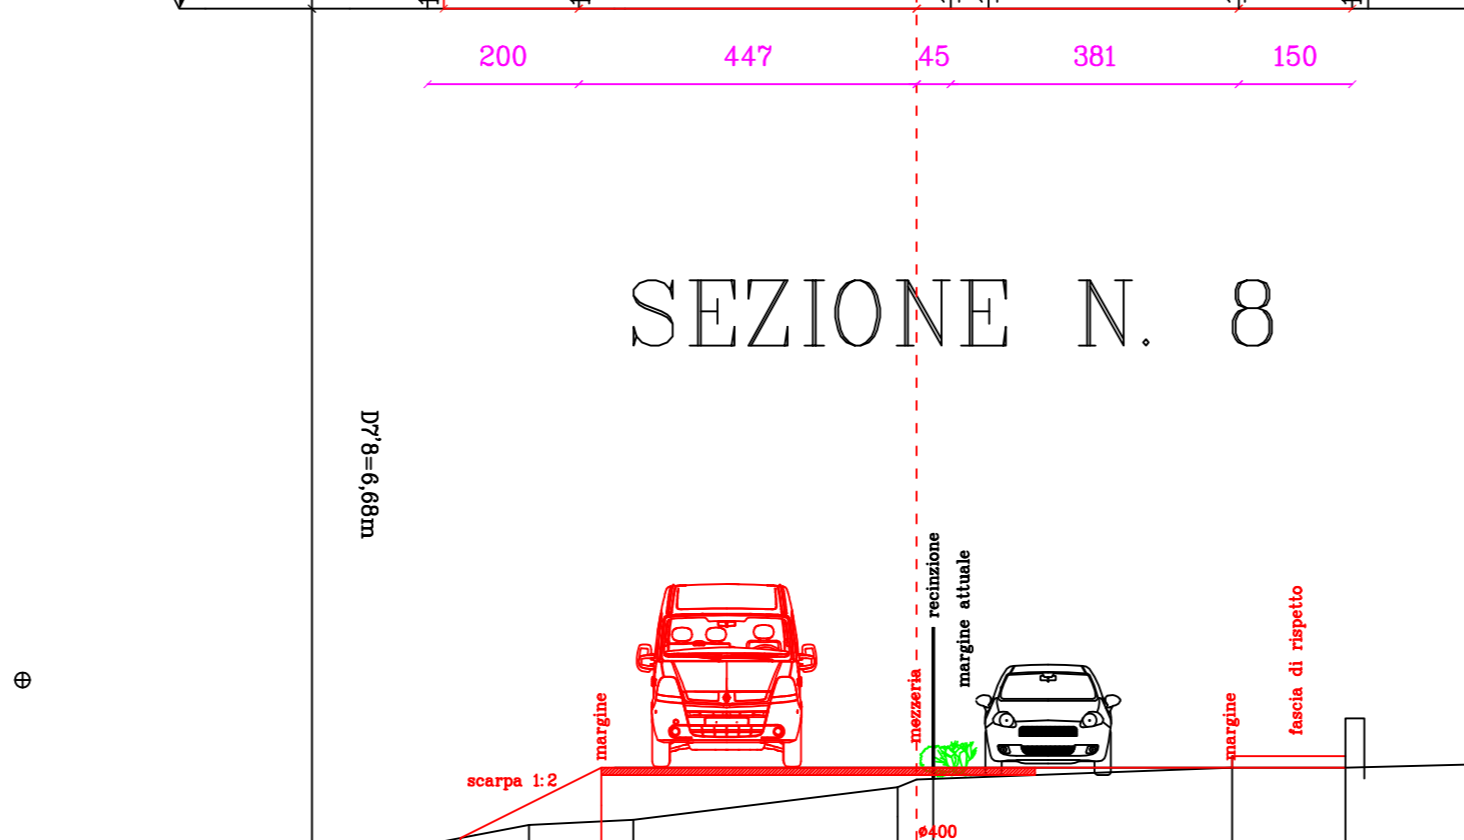 200 447 45 381 150
SEZIONE N. 8
D7'8=6,68m
recinzione
margine attuale
fascia di rispetto
mezzeria
margine
margine
scarpa 1:2
ø400